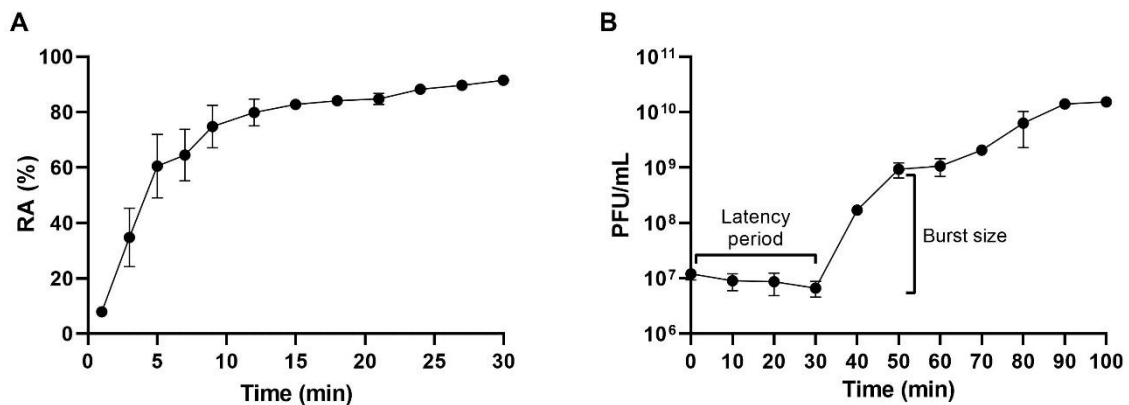 A
RA (%)
100
80
60
40
20
0
0 5 10 15 20 25 30
Time (min)
B
PFU/mL
10¹¹
10¹⁰
10⁹
10⁸
10⁷
10⁶
Latency
period
Burst size
0 10 20 30 40 50 60 70 80 90 100
Time (min)